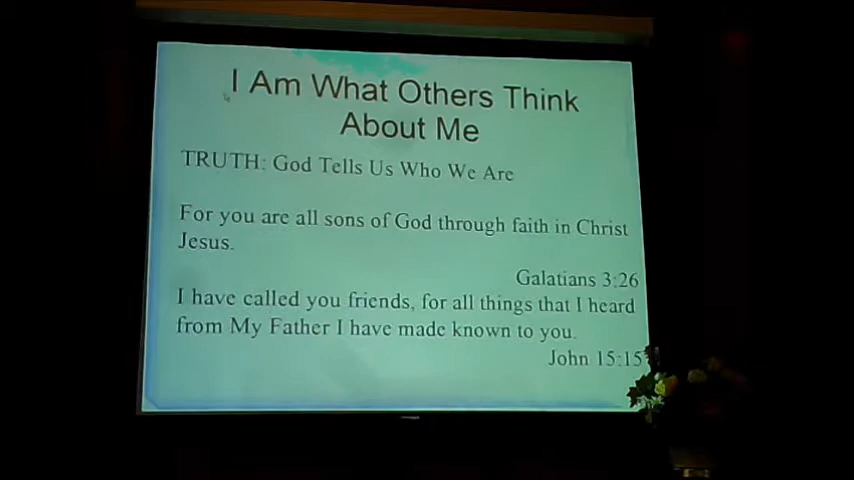 I Am What Others Think
About Me
TRUTH: God Tells Us Who We Are
For you are all sons of God through faith in Christ
Jesus.
Galatians 3:26
I have called you friends, for all things that I heard
from My Father I have made known to you.
John 15:15